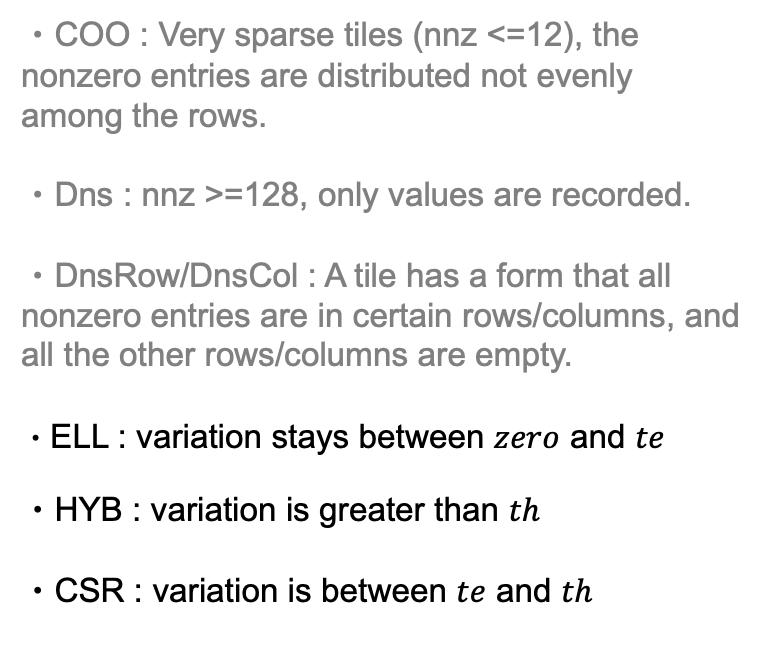 ・COO : Very sparse tiles (nnz <=12), the
nonzero entries are distributed not evenly
among the rows.
・Dns : nnz >=128, only values are recorded.
・DnsRow/DnsCol : A tile has a form that all
nonzero entries are in certain rows/columns, and
all the other rows/columns are empty.
・ELL : variation stays between zero and te
・HYB : variation is greater than th
・CSR : variation is between te and th